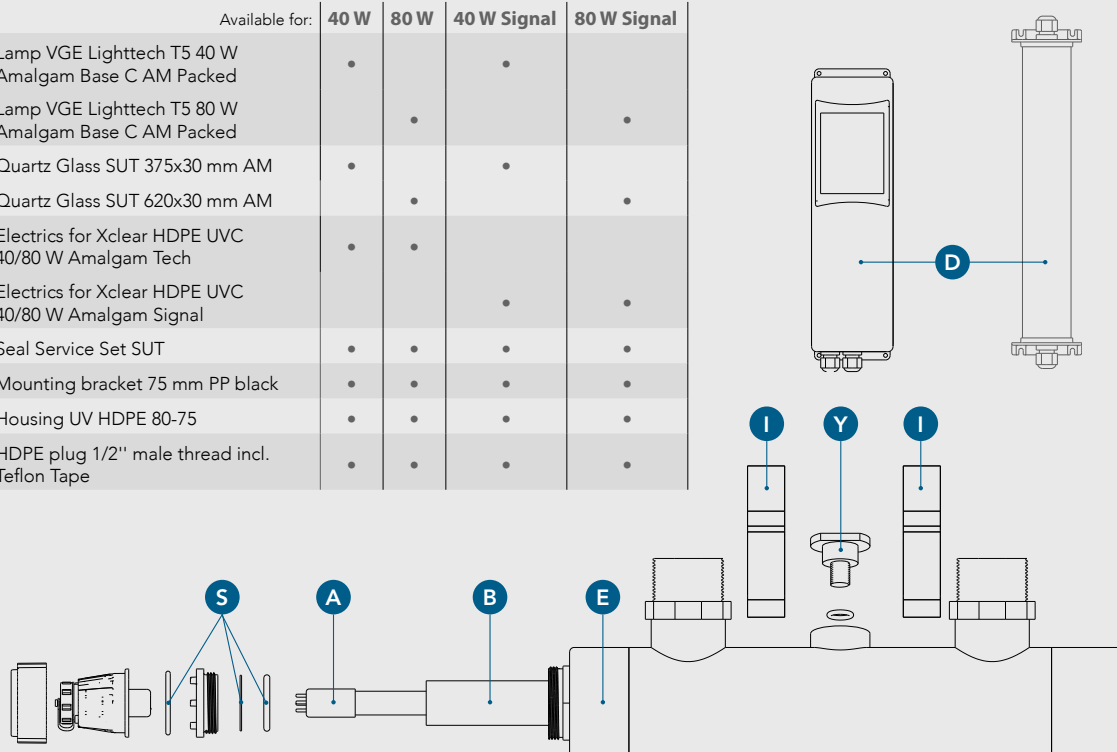 Available for: 40 W 80 W 40 W Signal 80 W Signal
Lamp VGE Lighttech T5 40 W
Amalgam Base C AM Packed
Lamp VGE Lighttech T5 80 W
Amalgam Base C AM Packed
Quartz Glass SUT 375x30 mm AM
Quartz Glass SUT 620x30 mm AM
Electrics for Xclear HDPE UVC
40/80 W Amalgam Tech
Electrics for Xclear HDPE UVC
40/80 W Amalgam Signal
Seal Service Set SUT
Mounting bracket 75 mm PP black
Housing UV HDPE 80-75
HDPE plug 1/2'' male thread incl.
Teflon Tape
D
I Y I
S A B E